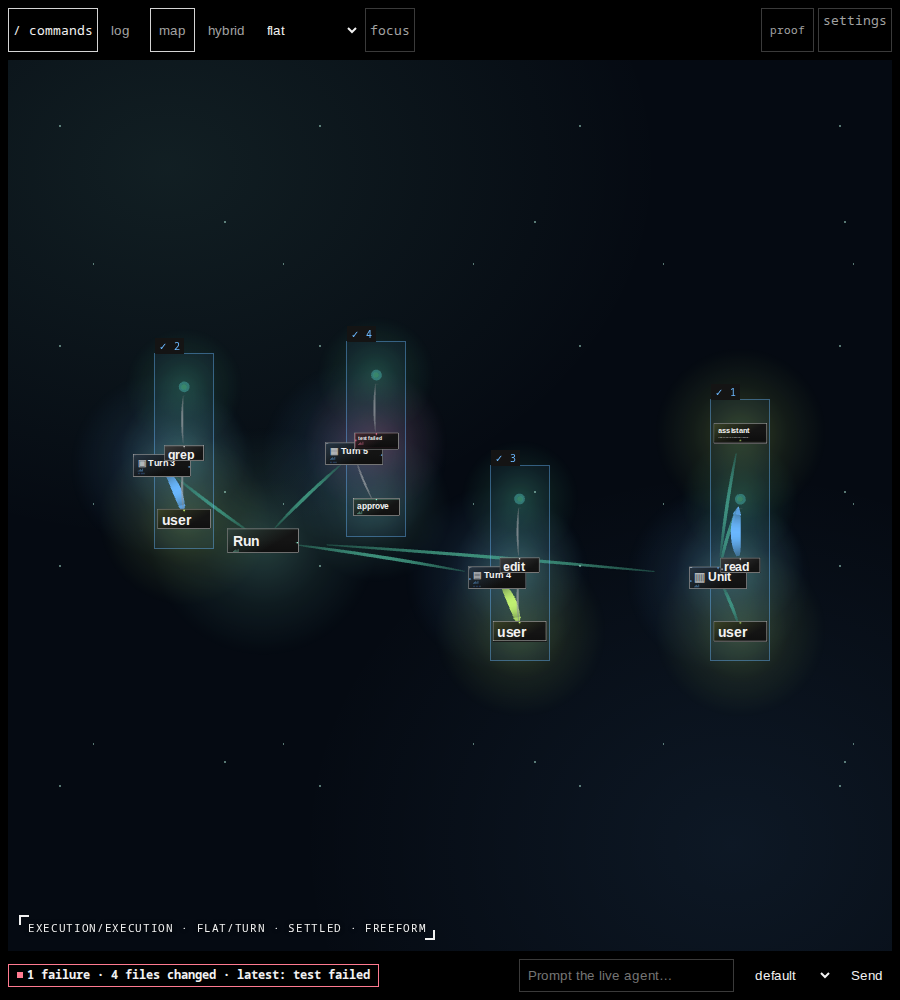 / commands log map hybrid flat focus proof settings
✓ 4
✓ 2
✓ 1
assistant
test failed
Turn 5
✓ 3
grep
Turn 3
approve
user
Run
edit
read
Turn 4
Unit
user
user
EXECUTION/EXECUTION · FLAT/TURN · SETTLED · FREEFORM
1 failure · 4 files changed · latest: test failed
Prompt the live agent… default Send